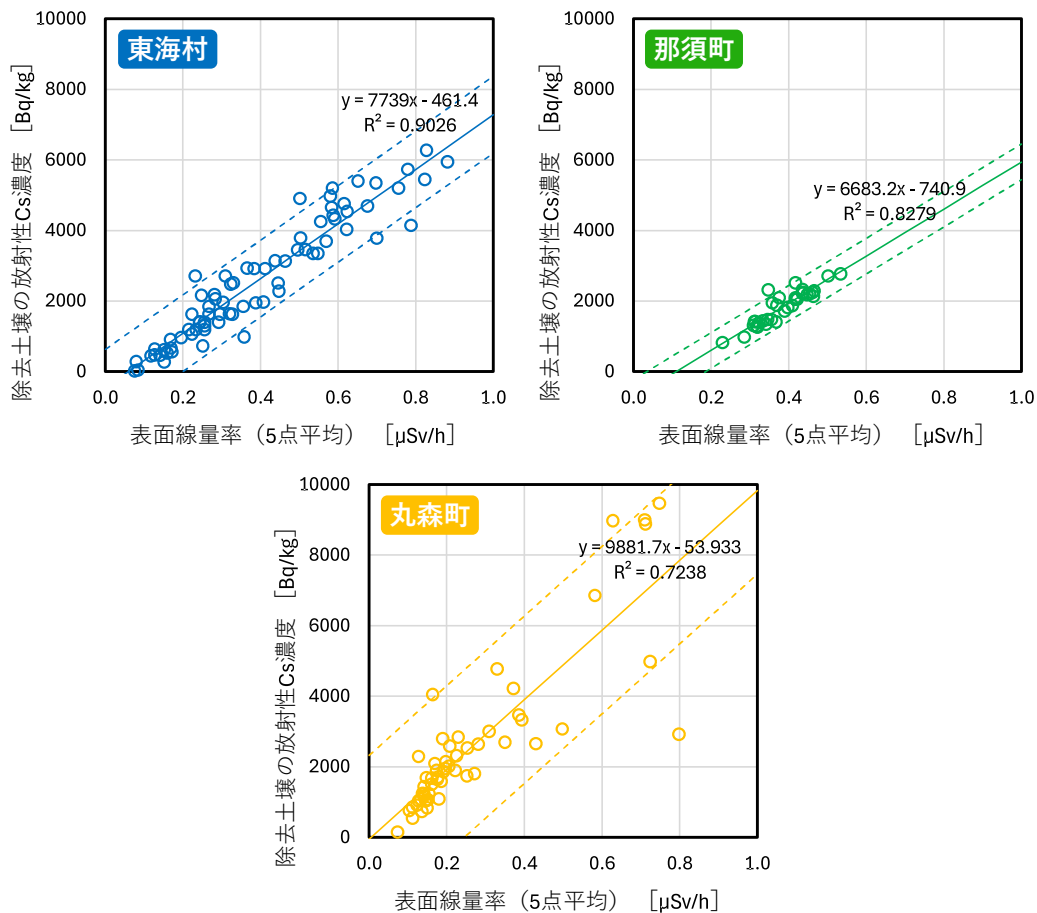 東海村
y = 7739x - 461.4
R² = 0.9026
除去土壌の放射性Cs濃度 [Bq/kg]
10000
8000
6000
4000
2000
0
0.0 0.2 0.4 0.6 0.8 1.0
表面線量率（5点平均） [μSv/h]
那須町
y = 6683.2x - 740.9
R² = 0.8279
除去土壌の放射性Cs濃度 [Bq/kg]
10000
8000
6000
4000
2000
0
0.0 0.2 0.4 0.6 0.8 1.0
表面線量率（5点平均） [μSv/h]
丸森町
y = 9881.7x - 53.933
R² = 0.7238
除去土壌の放射性Cs濃度 [Bq/kg]
10000
8000
6000
4000
2000
0
0.0 0.2 0.4 0.6 0.8 1.0
表面線量率（5点平均） [μSv/h]